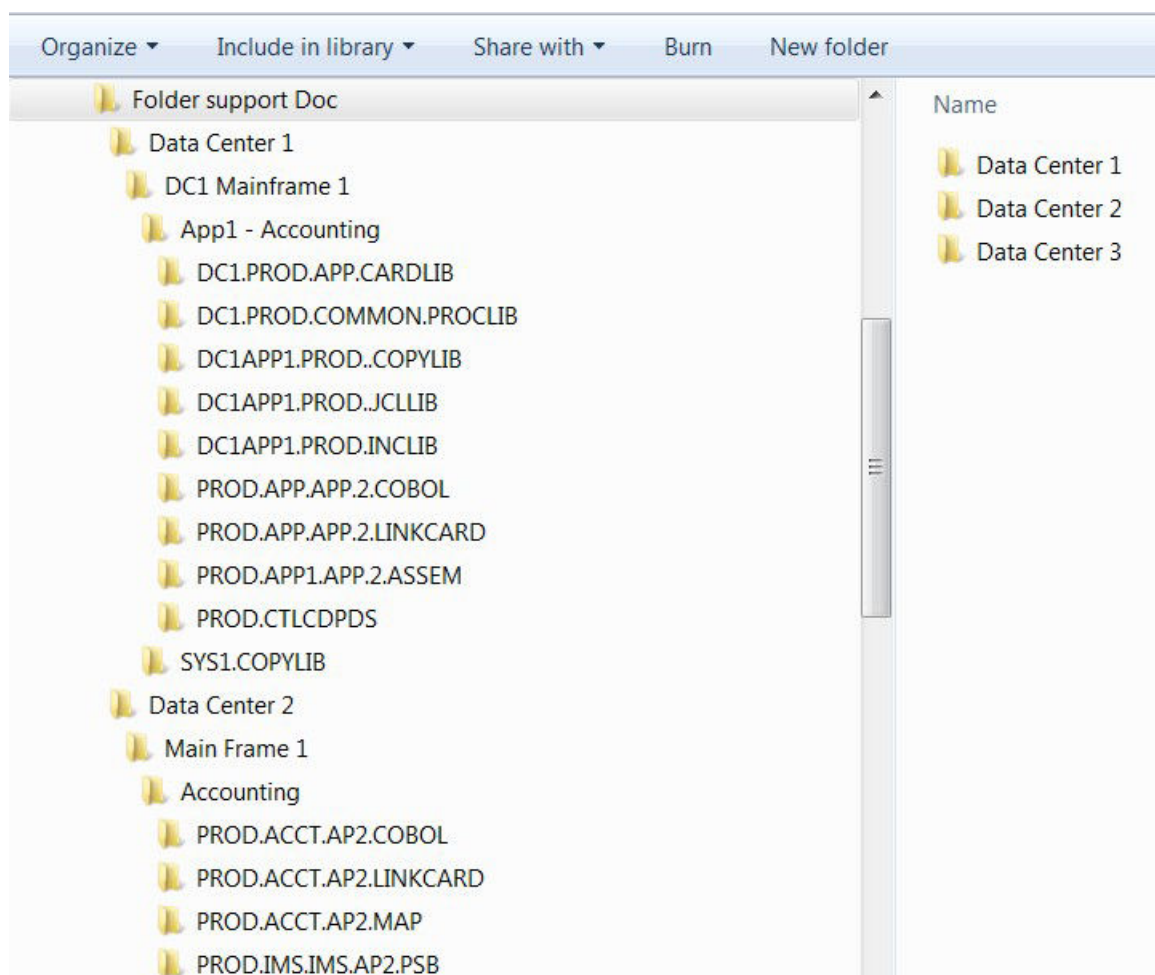 Organize Include in library Share with Burn New folder
Folder support Doc
Data Center 1
DC1 Mainframe 1
App1 - Accounting
DC1.PROD.APP.CARDLIB
DC1.PROD.COMMON.PROCLIB
DC1APP1.PROD..COPYLIB
DC1APP1.PROD..JCLLIB
DC1APP1.PROD.INCLIB
PROD.APP.APP.2.COBOL
PROD.APP.APP.2.LINKCARD
PROD.APP1.APP.2.ASSEM
PROD.CTLCDPDS
SYS1.COPYLIB
Data Center 2
Main Frame 1
Accounting
PROD.ACCT.AP2.COBOL
PROD.ACCT.AP2.LINKCARD
PROD.ACCT.AP2.MAP
PROD.IMS.IMS.AP2.PSB
Name
Data Center 1
Data Center 2
Data Center 3